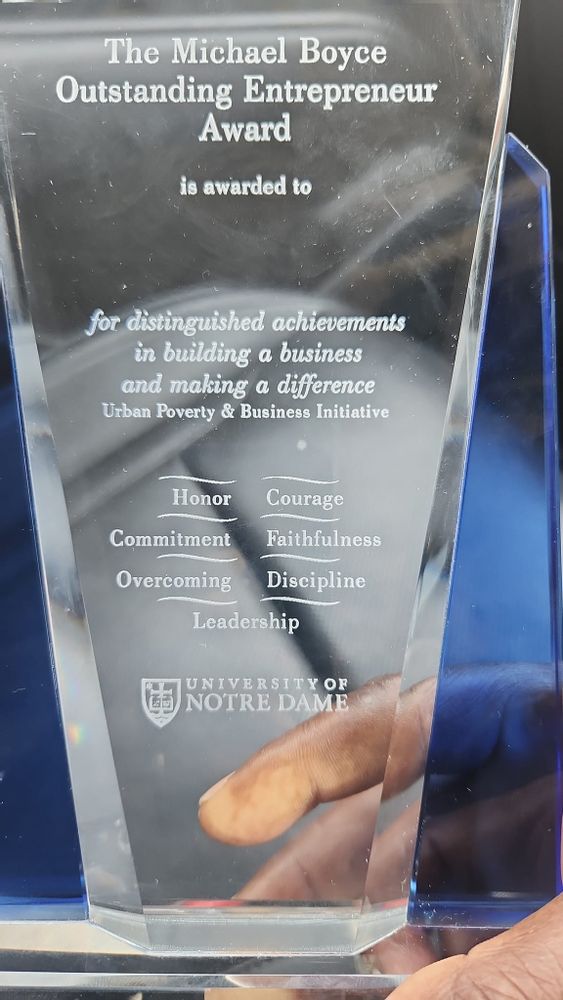 The Michael Boyce
Outstanding Entrepreneur
Award
is awarded to
for distinguished achievements
in building a business
and making a difference
Urban Poverty & Business Initiative
Honor Courage
Commitment Faithfulness
Overcoming Discipline
Leadership
UNIVERSITY OF
NOTRE DAME